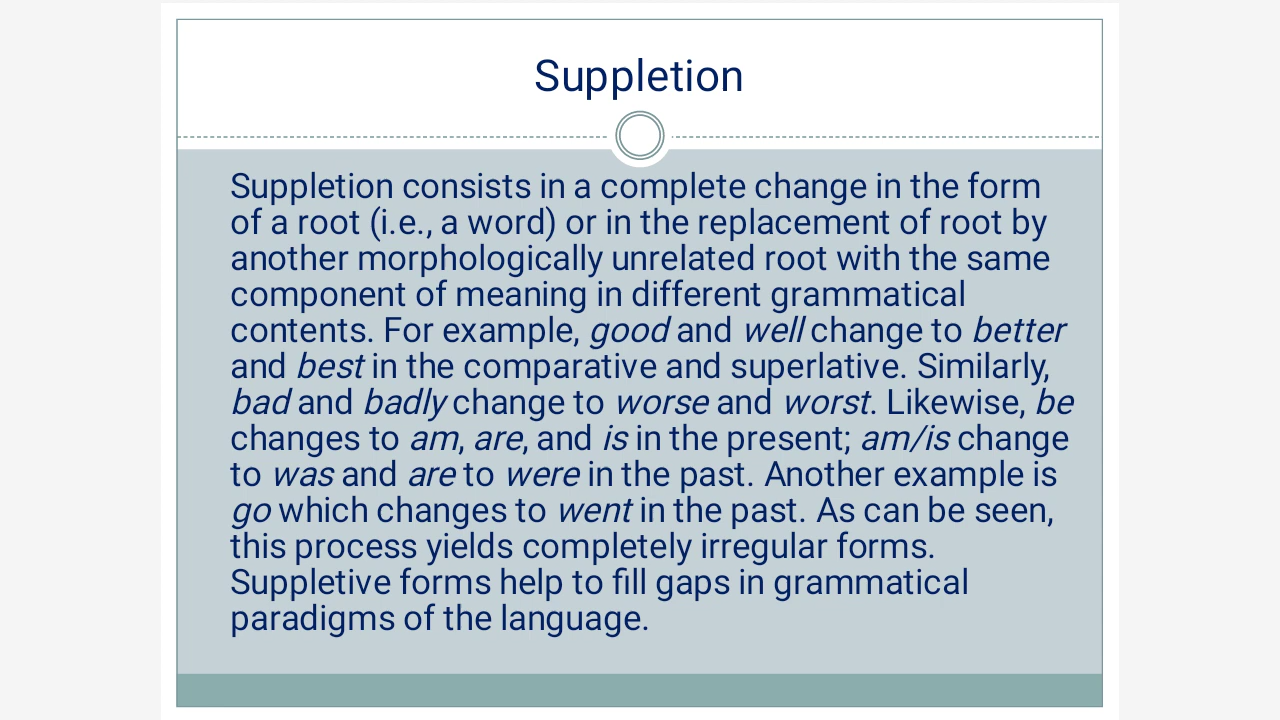 Suppletion
Suppletion consists in a complete change in the form
of a root (i.e., a word) or in the replacement of root by
another morphologically unrelated root with the same
component of meaning in different grammatical
contents. For example, good and well change to better
and best in the comparative and superlative. Similarly,
bad and badly change to worse and worst. Likewise, be
changes to am, are, and is in the present; am/is change
to was and are to were in the past. Another example is
go which changes to went in the past. As can be seen,
this process yields completely irregular forms.
Suppletive forms help to fill gaps in grammatical
paradigms of the language.